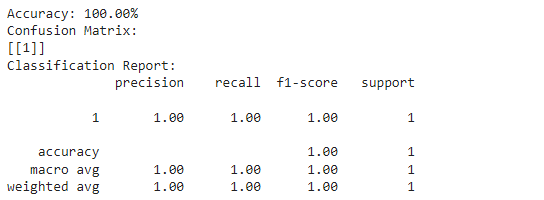 Accuracy: 100.00%
Confusion Matrix:
[[1]]
Classification Report:
              precision    recall  f1-score   support

           1       1.00      1.00      1.00         1

    accuracy                           1.00         1
   macro avg       1.00      1.00      1.00         1
weighted avg       1.00      1.00      1.00         1